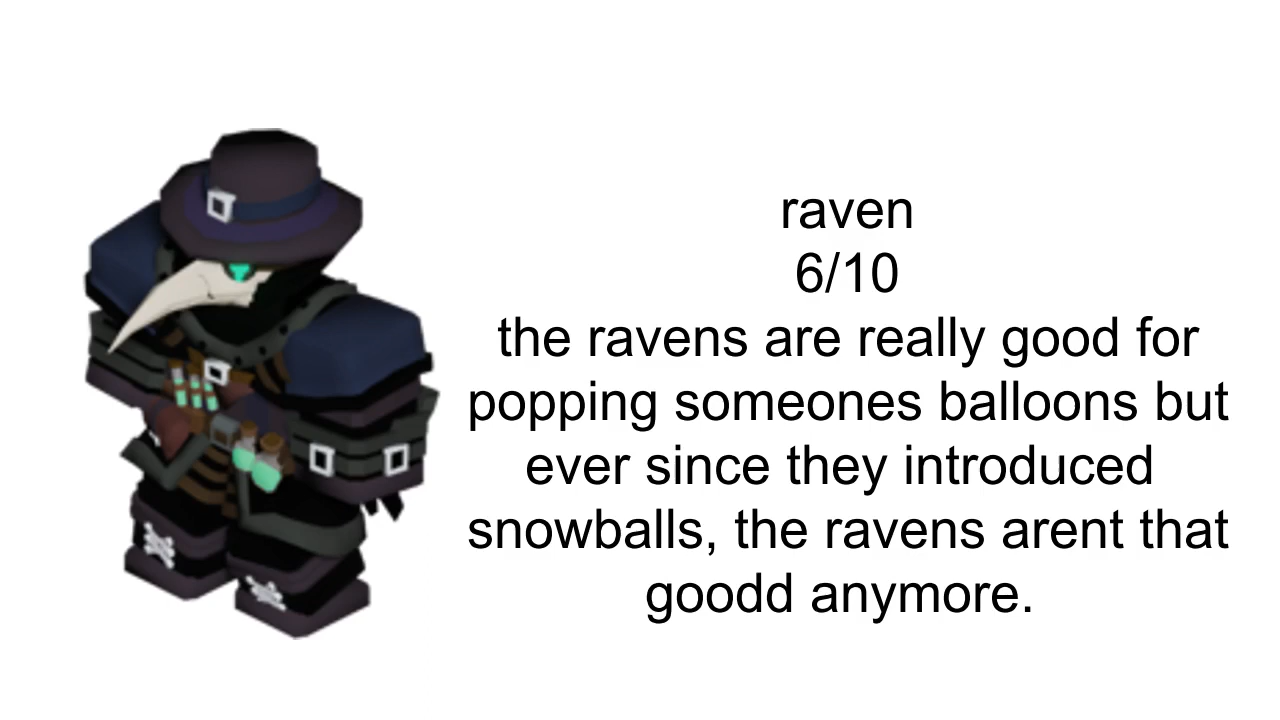 raven
6/10
the ravens are really good for
popping someones balloons but
ever since they introduced
snowballs, the ravens arent that
goodd anymore.